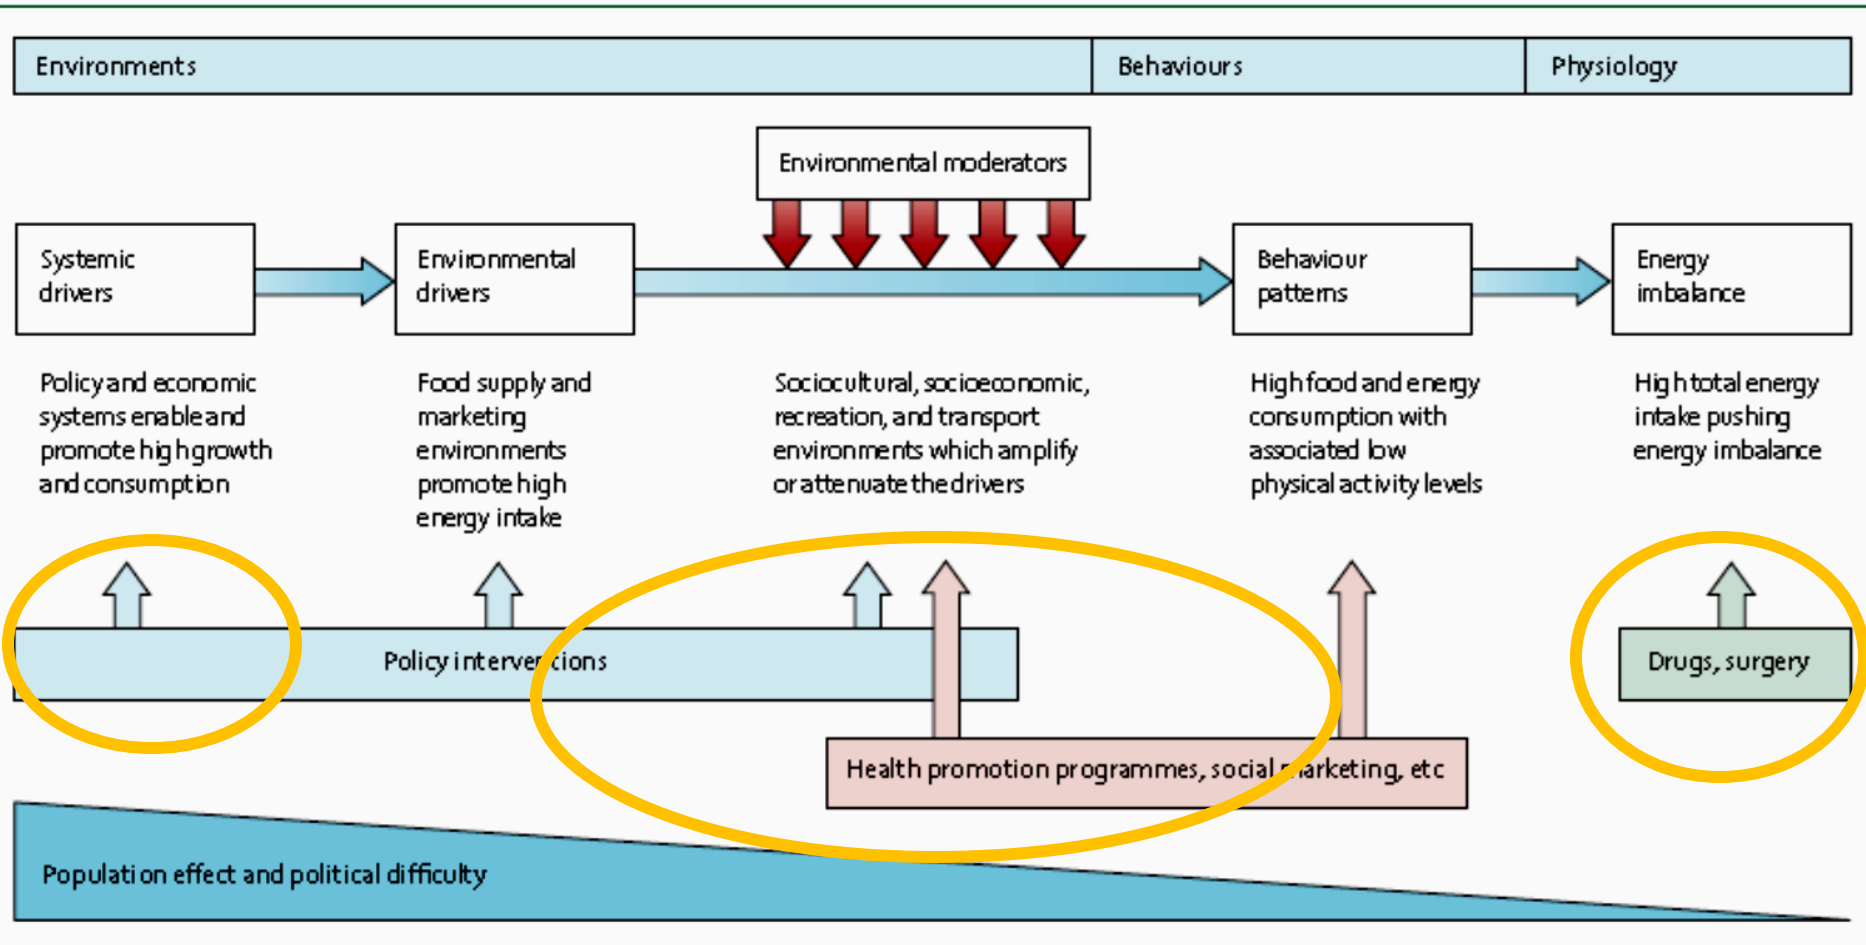 Environments
Behaviours
Physiology
Environmental moderators
Systemic
drivers
Environmental
drivers
Behaviour
patterns
Energy
imbalance
Policy and economic
systems enable and
promote high growth
and consumption
Food supply and
marketing
environments
promote high
energy intake
Sociocultural, socioeconomic,
recreation, and transport
environments which amplify
or attenuate the drivers
High food and energy
consumption with
associated low
physical activity levels
High total energy
intake pushing
energy imbalance
Policy interventions
Drugs, surgery
Health promotion programmes, social marketing, etc
Population effect and political difficulty